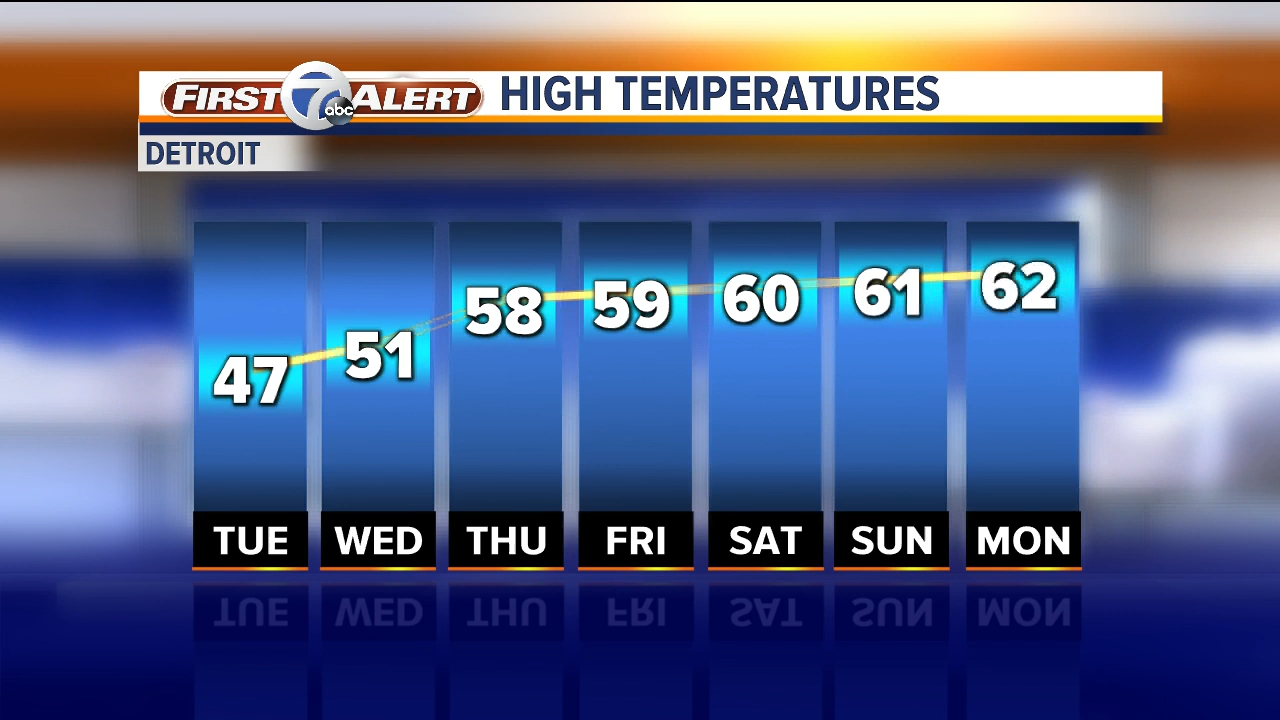 FIRST 7 abc ALERT HIGH TEMPERATURES
DETROIT
47 51 58 59 60 61 62
TUE WED THU FRI SAT SUN MON